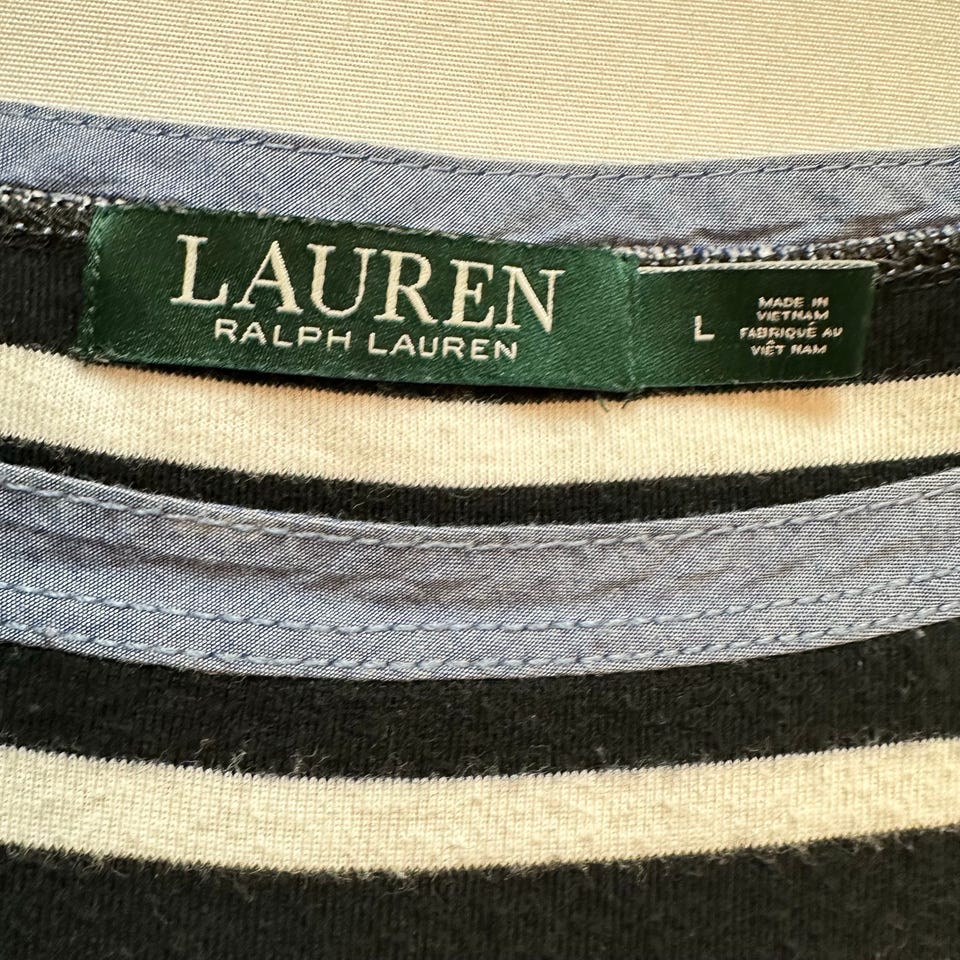 LAUREN
RALPH LAUREN
L
MADE IN
VIETNAM
FABRIQUÉ AU
VIÊT NAM